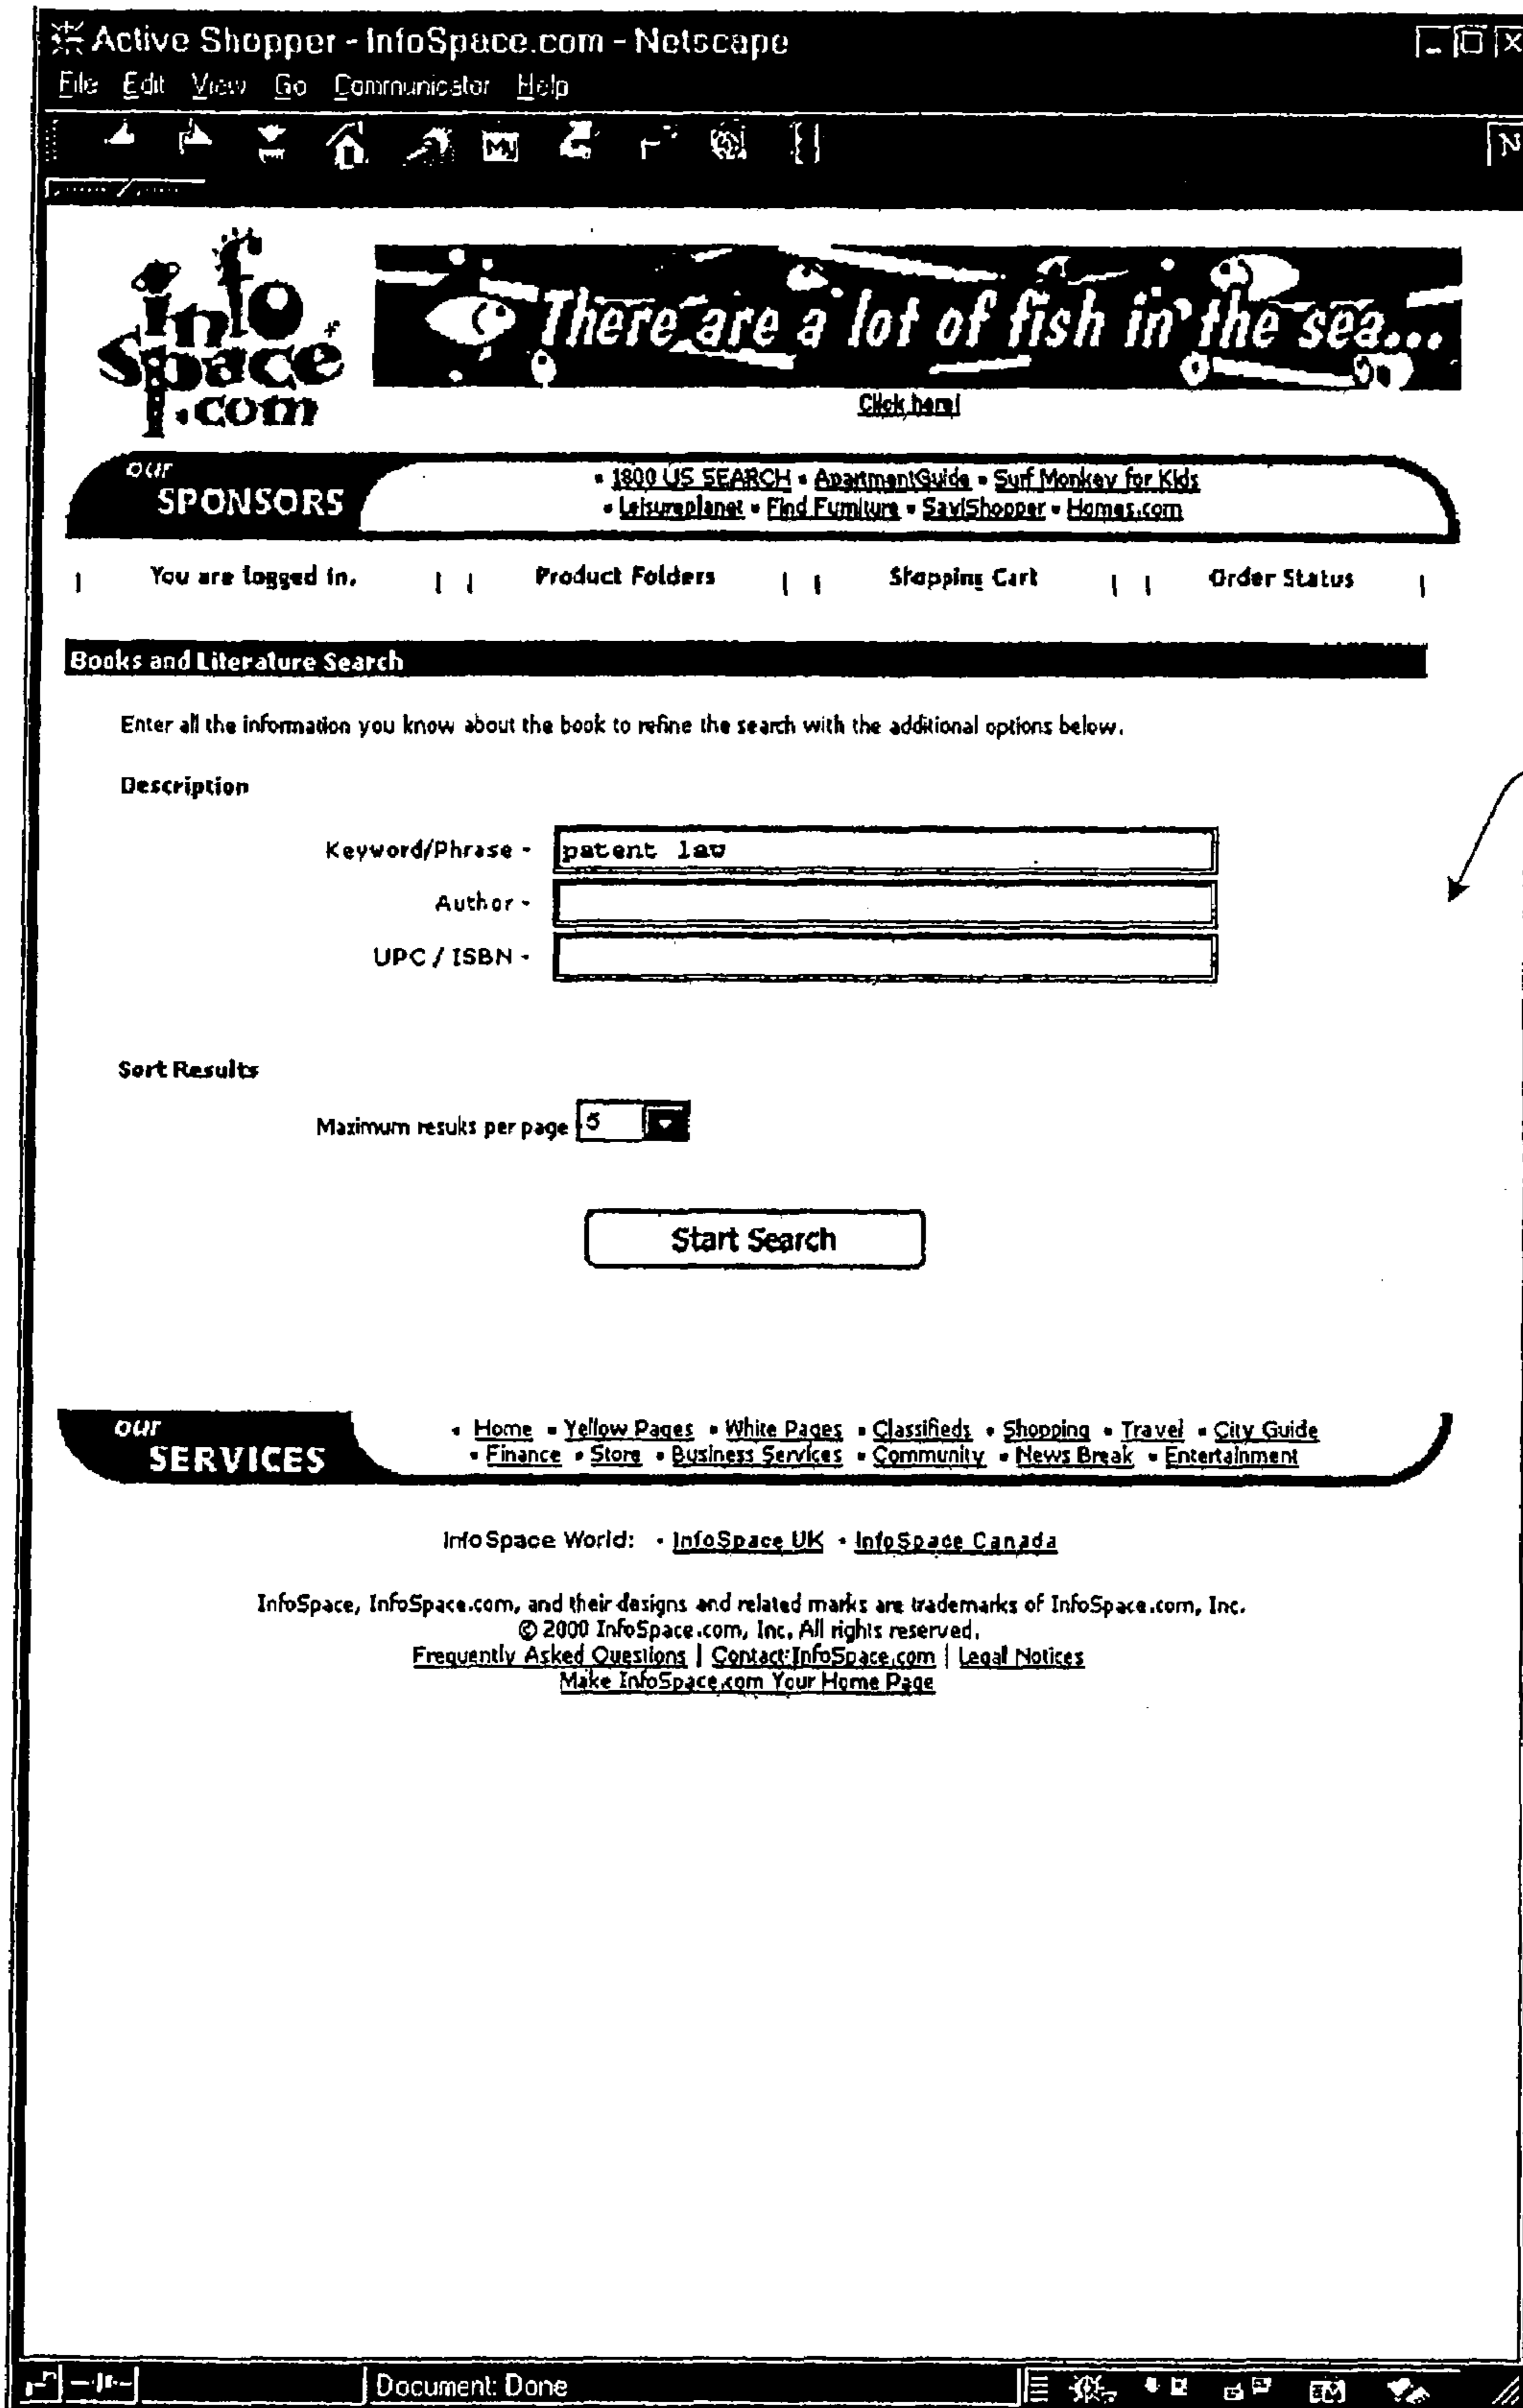 Active Shopper - InfoSpace.com - Netscape
File Edit View Go Communicator Help
My
N
info
Space
.com
There are a lot of fish in the sea...
Click here!
our
SPONSORS
▪ 1800 US SEARCH ▪ ApartmentGuide ▪ Surf Monkey for Kids
▪ Leisureplanet ▪ Find Furniture ▪ SaviShopper ▪ Homes.com
| You are logged in. | | Product Folders | | Shopping Cart | | Order Status |
Books and Literature Search
Enter all the information you know about the book to refine the search with the additional options below.
Description
Keyword/Phrase - patent law
Author -
UPC / ISBN -
Sort Results
Maximum results per page 5
Start Search
our
SERVICES
▪ Home ▪ Yellow Pages ▪ White Pages ▪ Classifieds ▪ Shopping ▪ Travel ▪ City Guide
▪ Finance ▪ Store ▪ Business Services ▪ Community ▪ News Break ▪ Entertainment
InfoSpace World: ▪ InfoSpace UK ▪ InfoSpace Canada
InfoSpace, InfoSpace.com, and their designs and related marks are trademarks of InfoSpace.com, Inc.
© 2000 InfoSpace.com, Inc. All rights reserved.
Frequently Asked Questions | Contact InfoSpace.com | Legal Notices
Make InfoSpace.com Your Home Page
Document: Done